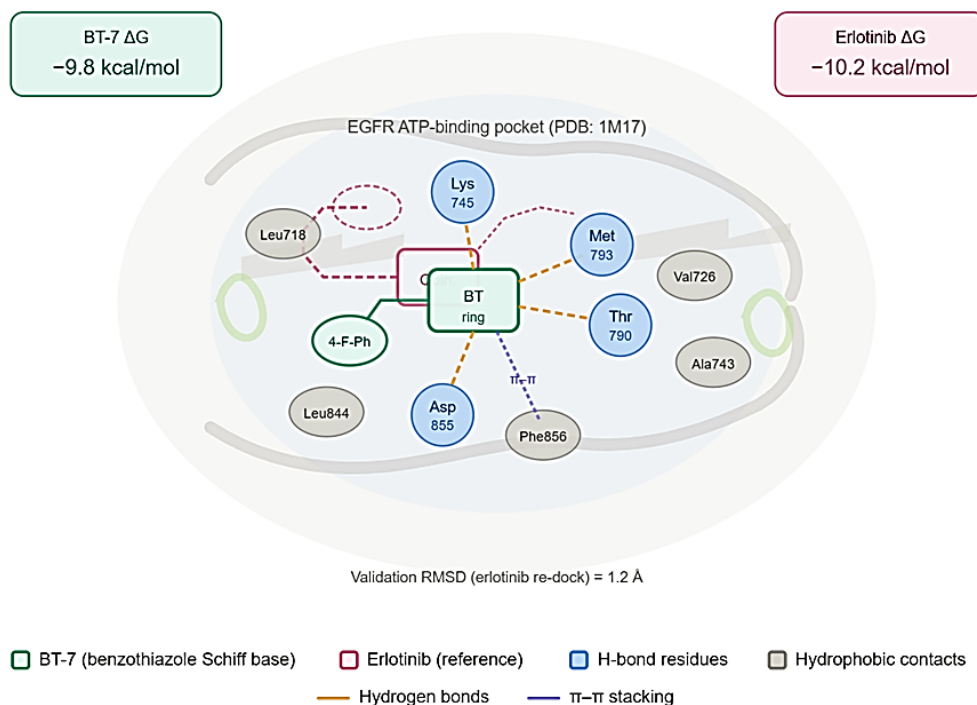 BT-7 ΔG
−9.8 kcal/mol
Erlotinib ΔG
−10.2 kcal/mol
EGFR ATP-binding pocket (PDB: 1M17)
Lys
745
Leu718
Met
793
Val726
BT
ring
4-F-Ph
Thr
790
Ala743
π–π
Leu844
Asp
855
Phe856
Validation RMSD (erlotinib re-dock) = 1.2 Å
BT-7 (benzothiazole Schiff base)
Erlotinib (reference)
H-bond residues
Hydrophobic contacts
Hydrogen bonds
π–π stacking